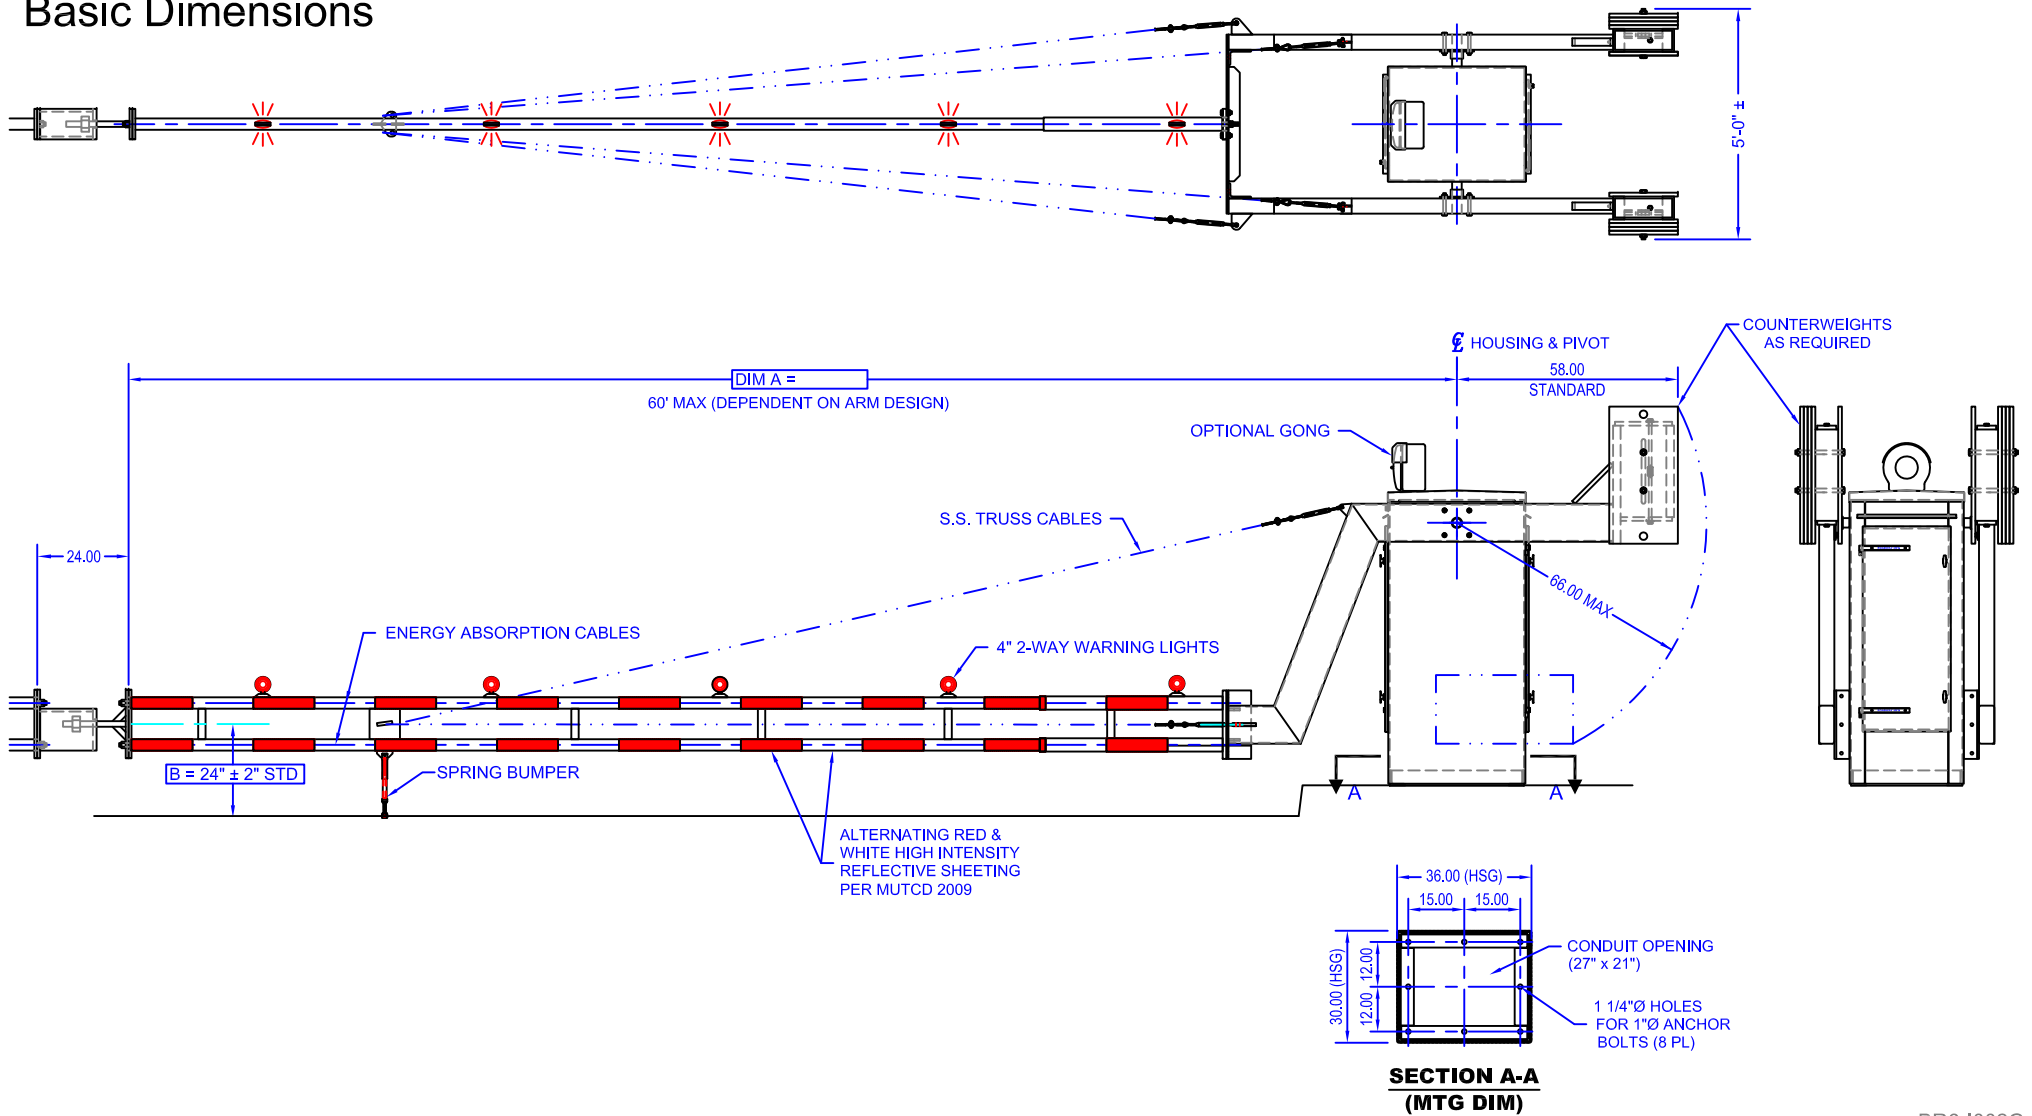 Basic Dimensions
5'-0" ±
COUNTERWEIGHTS
AS REQUIRED
℄ HOUSING & PIVOT
DIM A =
60' MAX (DEPENDENT ON ARM DESIGN)
58.00
STANDARD
OPTIONAL GONG
S.S. TRUSS CABLES
24.00
66.00 MAX
ENERGY ABSORPTION CABLES
4" 2-WAY WARNING LIGHTS
B = 24" ± 2" STD
SPRING BUMPER
A
A
ALTERNATING RED &
WHITE HIGH INTENSITY
REFLECTIVE SHEETING
PER MUTCD 2009
36.00 (HSG)
15.00
15.00
30.00 (HSG)
12.00
12.00
CONDUIT OPENING
(27" x 21")
1 1/4"Ø HOLES
FOR 1"Ø ANCHOR
BOLTS (8 PL)
SECTION A-A
(MTG DIM)